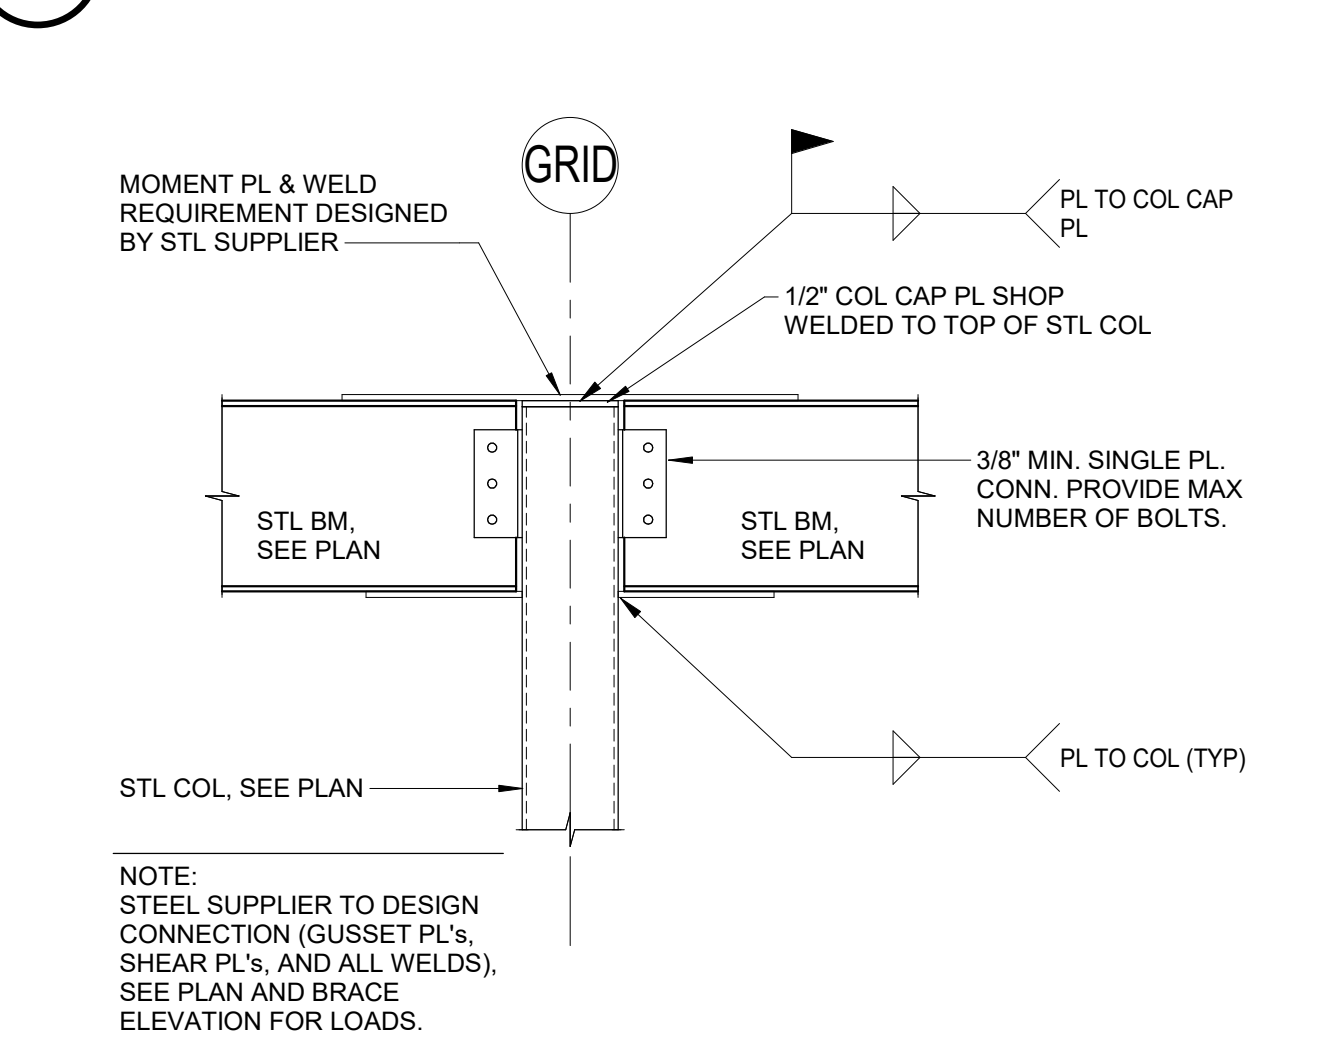 GRID
MOMENT PL & WELD
REQUIREMENT DESIGNED
BY STL SUPPLIER
PL TO COL CAP
PL
1/2" COL CAP PL SHOP
WELDED TO TOP OF STL COL
3/8" MIN. SINGLE PL.
CONN. PROVIDE MAX
NUMBER OF BOLTS.
STL BM,
SEE PLAN
STL BM,
SEE PLAN
PL TO COL (TYP)
STL COL, SEE PLAN
NOTE:
STEEL SUPPLIER TO DESIGN
CONNECTION (GUSSET PL's,
SHEAR PL's, AND ALL WELDS),
SEE PLAN AND BRACE
ELEVATION FOR LOADS.